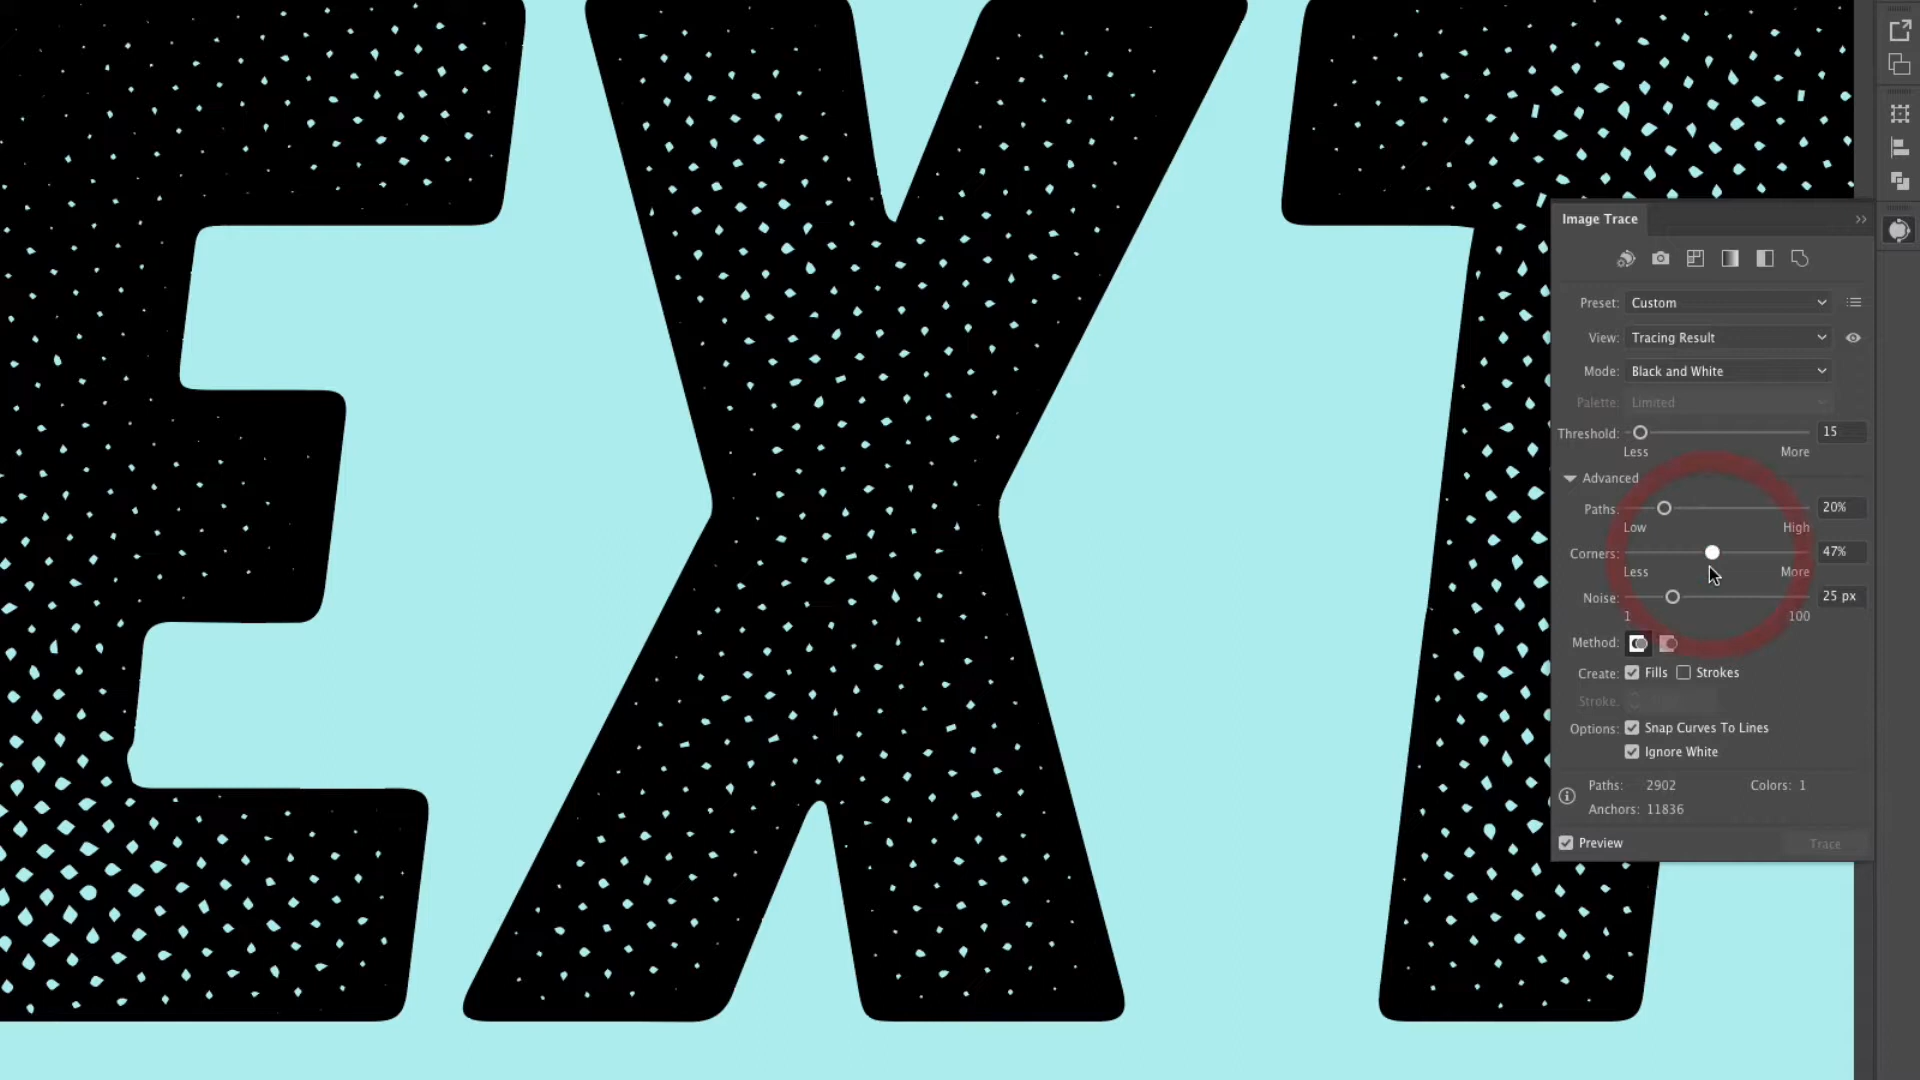 EXT
Image Trace
Preset: Custom
View: Tracing Result
Mode: Black and White
Palette: Limited
Threshold: 15
Less More
Advanced
Paths: 20%
Low High
Corners: 47%
Less More
Noise: 25 px
1 100
Method:
Create: Fills Strokes
Stroke:
Options: Snap Curves To Lines
Ignore White
Paths: 2902 Colors: 1
Anchors: 11836
Preview Trace